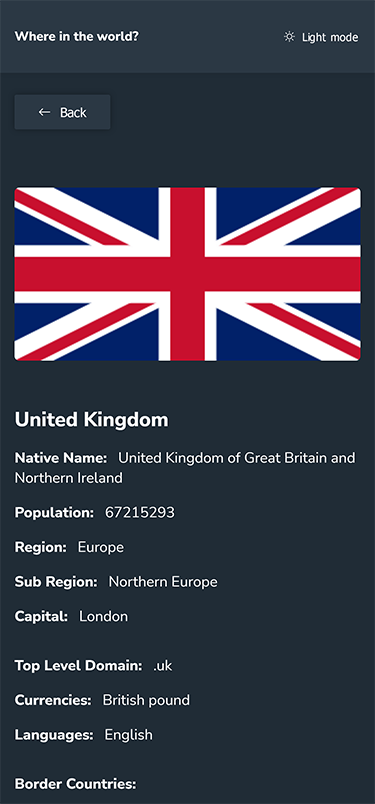 Where in the world?
Light mode
← Back
United Kingdom
Native Name: United Kingdom of Great Britain and
Northern Ireland
Population: 67215293
Region: Europe
Sub Region: Northern Europe
Capital: London
Top Level Domain: .uk
Currencies: British pound
Languages: English
Border Countries: